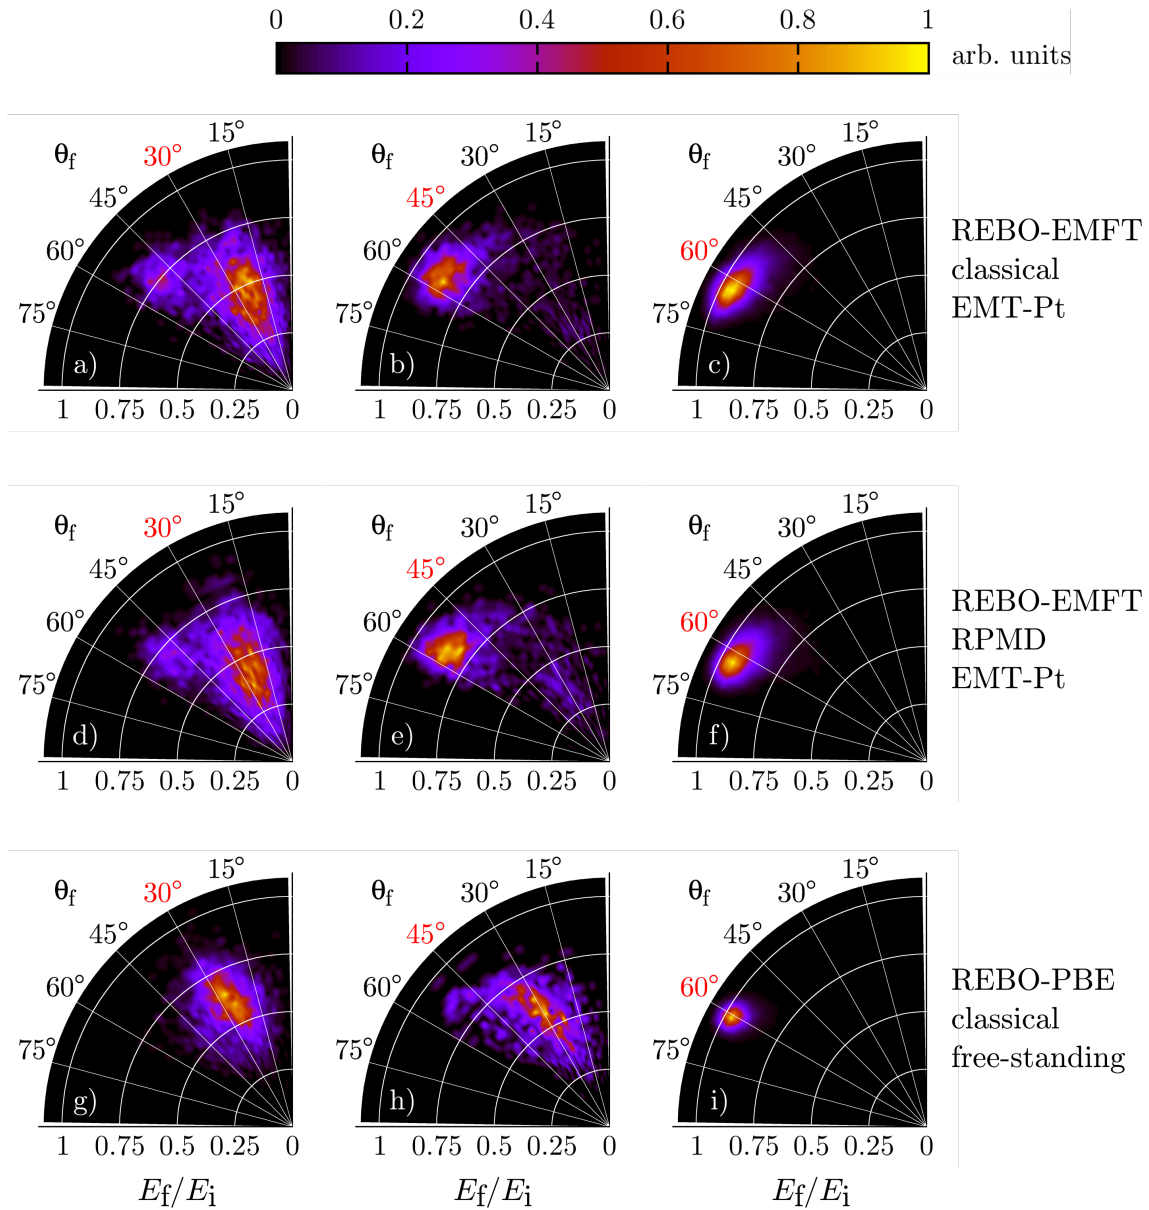 0 0.2 0.4 0.6 0.8 1
arb. units
θf 15° 30° 45° 60° 75° a) 1 0.75 0.5 0.25 0
θf 15° 30° 45° 60° 75° b) 1 0.75 0.5 0.25 0
θf 15° 30° 45° 60° 75° c) 1 0.75 0.5 0.25 0
REBO-EMFT
classical
EMT-Pt
θf 15° 30° 45° 60° 75° d) 1 0.75 0.5 0.25 0
θf 15° 30° 45° 60° 75° e) 1 0.75 0.5 0.25 0
θf 15° 30° 45° 60° 75° f) 1 0.75 0.5 0.25 0
REBO-EMFT
RPMD
EMT-Pt
θf 15° 30° 45° 60° 75° g) 1 0.75 0.5 0.25 0
θf 15° 30° 45° 60° 75° h) 1 0.75 0.5 0.25 0
θf 15° 30° 45° 60° 75° i) 1 0.75 0.5 0.25 0
REBO-PBE
classical
free-standing
Ef/Ei Ef/Ei Ef/Ei